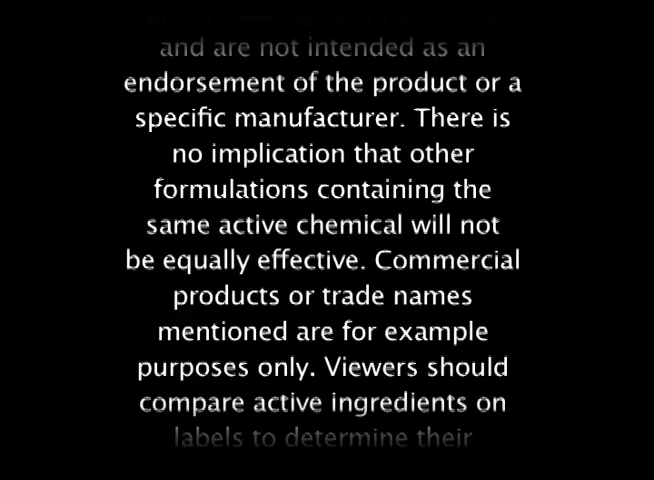 and are not intended as an
endorsement of the product or a
specific manufacturer. There is
no implication that other
formulations containing the
same active chemical will not
be equally effective. Commercial
products or trade names
mentioned are for example
purposes only. Viewers should
compare active ingredients on
labels to determine their